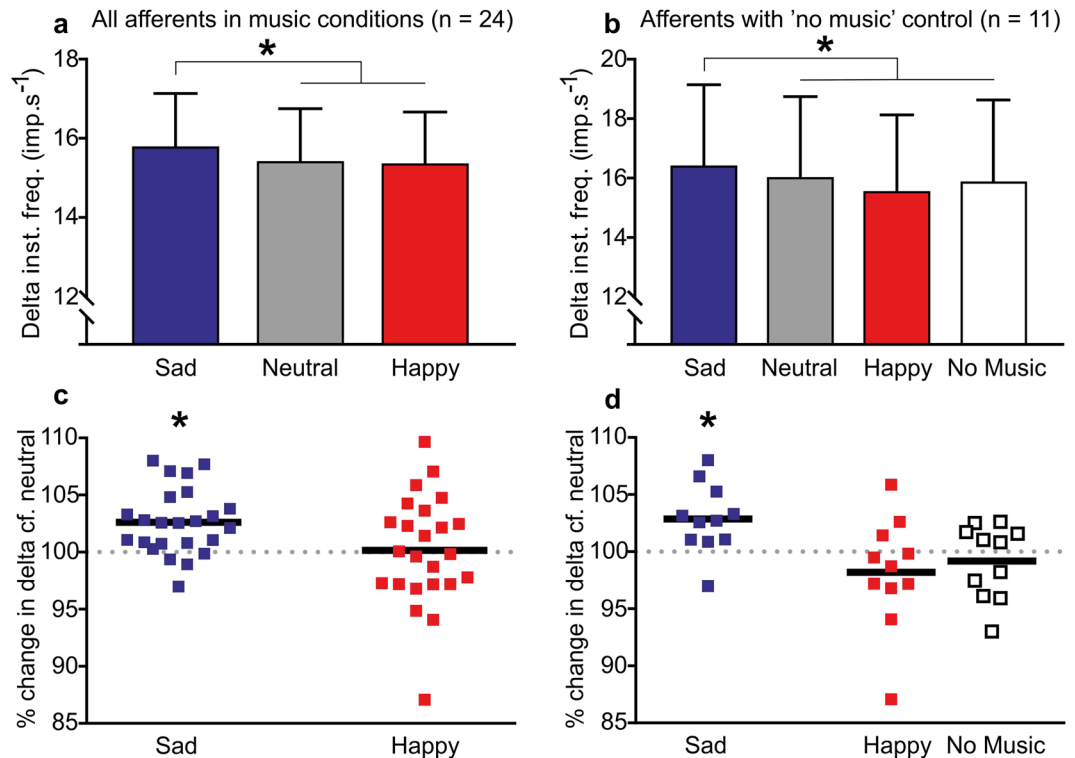 a All afferents in music conditions (n = 24)
*
Delta inst. freq. (imp.s⁻¹)
18
16
14
12
Sad Neutral Happy
b Afferents with 'no music' control (n = 11)
*
Delta inst. freq. (imp.s⁻¹)
20
18
16
14
12
Sad Neutral Happy No Music
c
*
% change in delta cf. neutral
110
105
100
95
90
85
Sad Happy
d
*
% change in delta cf. neutral
110
105
100
95
90
85
Sad Happy No Music